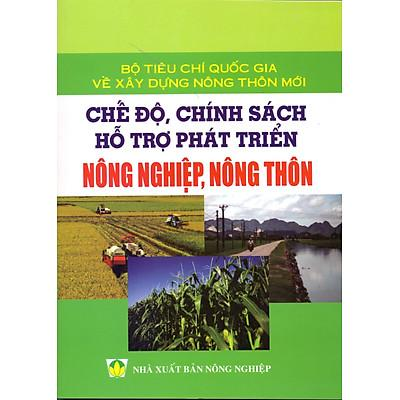 BỘ TIÊU CHÍ QUỐC GIA
VỀ XÂY DỰNG NÔNG THÔN MỚI
CHẾ ĐỘ, CHÍNH SÁCH
HỖ TRỢ PHÁT TRIỂN
NÔNG NGHIỆP, NÔNG THÔN
NHÀ XUẤT BẢN NÔNG NGHIỆP